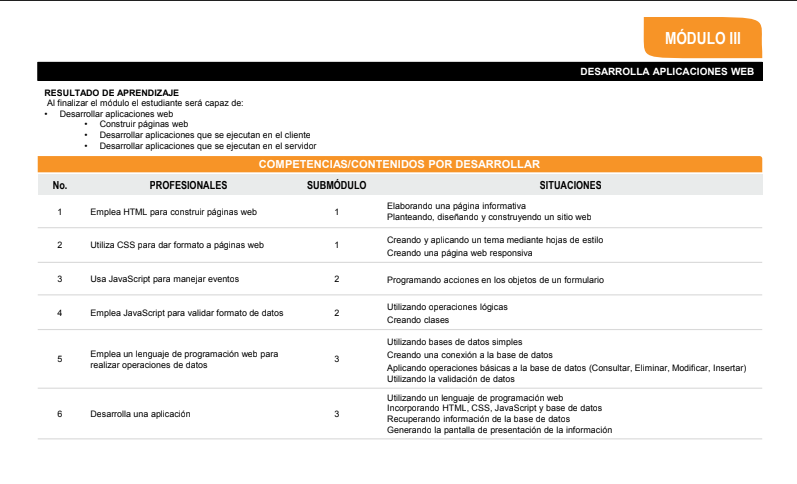 MÓDULO III
DESARROLLA APLICACIONES WEB
RESULTADO DE APRENDIZAJE
Al finalizar el módulo el estudiante será capaz de:
• Desarrollar aplicaciones web
• Construir páginas web
• Desarrollar aplicaciones que se ejecutan en el cliente
• Desarrollar aplicaciones que se ejecutan en el servidor
COMPETENCIAS/CONTENIDOS POR DESARROLLAR
No. PROFESIONALES SUBMÓDULO SITUACIONES
1 Emplea HTML para construir páginas web 1 Elaborando una página informativa
Planteando, diseñando y construyendo un sitio web
2 Utiliza CSS para dar formato a páginas web 1 Creando y aplicando un tema mediante hojas de estilo
Creando una página web responsiva
3 Usa JavaScript para manejar eventos 2 Programando acciones en los objetos de un formulario
4 Emplea JavaScript para validar formato de datos 2 Utilizando operaciones lógicas
Creando clases
5 Emplea un lenguaje de programación web para
realizar operaciones de datos 3 Utilizando bases de datos simples
Creando una conexión a la base de datos
Aplicando operaciones básicas a la base de datos (Consultar, Eliminar, Modificar, Insertar)
Utilizando la validación de datos
6 Desarrolla una aplicación 3 Utilizando un lenguaje de programación web
Incorporando HTML, CSS, JavaScript y base de datos
Recuperando información de la base de datos
Generando la pantalla de presentación de la información